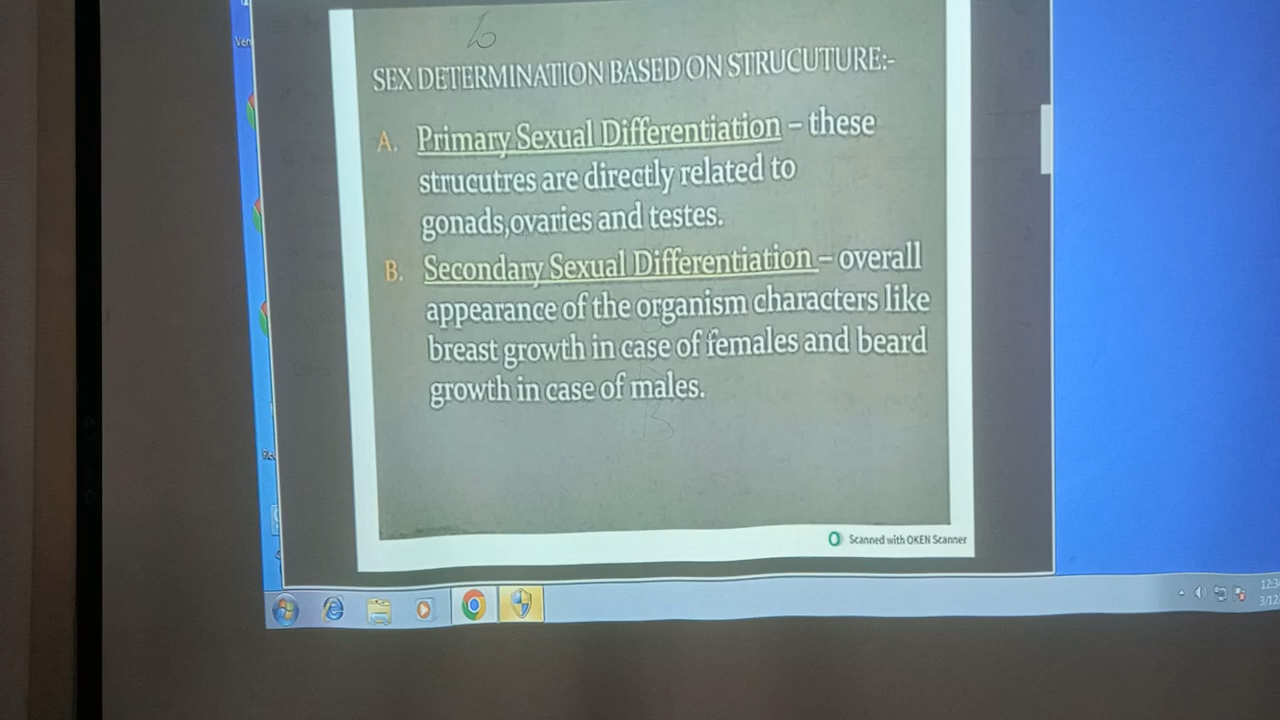 Ven
SEX DETERMINATION BASED ON STRUCUTURE:-
A. Primary Sexual Differentiation – these
strucutres are directly related to
gonads,ovaries and testes.
B. Secondary Sexual Differentiation – overall
appearance of the organism characters like
breast growth in case of females and beard
growth in case of males.
Scanned with OKEN Scanner